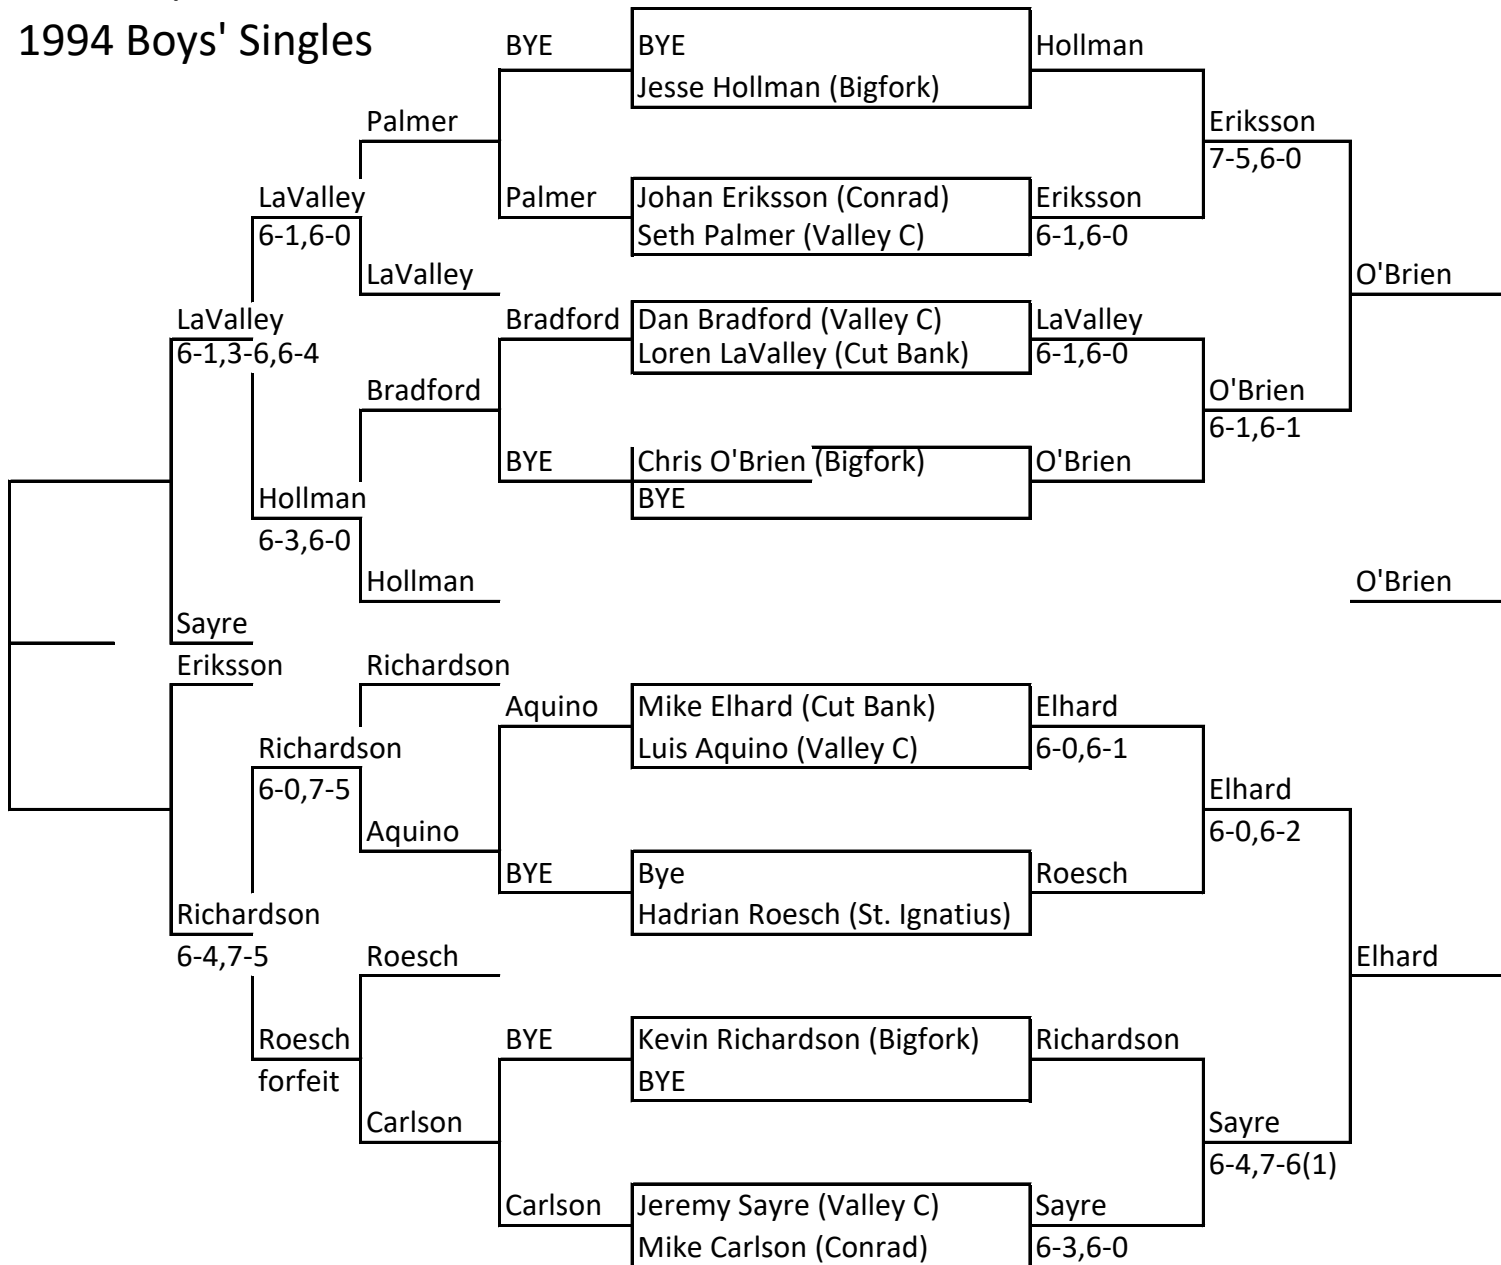 1994 Boys' Singles
BYE
BYE
Hollman
Jesse Hollman (Bigfork)
Palmer
Eriksson
7-5,6-0
LaValley
Palmer
Johan Eriksson (Conrad)
Eriksson
6-1,6-0
Seth Palmer (Valley C)
6-1,6-0
LaValley
O'Brien
LaValley
Bradford
Dan Bradford (Valley C)
LaValley
6-1,3-6,6-4
Loren LaValley (Cut Bank)
6-1,6-0
Bradford
O'Brien
6-1,6-1
BYE
Chris O'Brien (Bigfork)
O'Brien
Hollman
BYE
6-3,6-0
Hollman
O'Brien
Sayre
Eriksson
Richardson
Aquino
Mike Elhard (Cut Bank)
Elhard
Richardson
Luis Aquino (Valley C)
6-0,6-1
6-0,7-5
Elhard
Aquino
6-0,6-2
BYE
Bye
Roesch
Richardson
Hadrian Roesch (St. Ignatius)
6-4,7-5
Roesch
Elhard
Roesch
BYE
Kevin Richardson (Bigfork)
Richardson
forfeit
BYE
Carlson
Sayre
6-4,7-6(1)
Carlson
Jeremy Sayre (Valley C)
Sayre
Mike Carlson (Conrad)
6-3,6-0